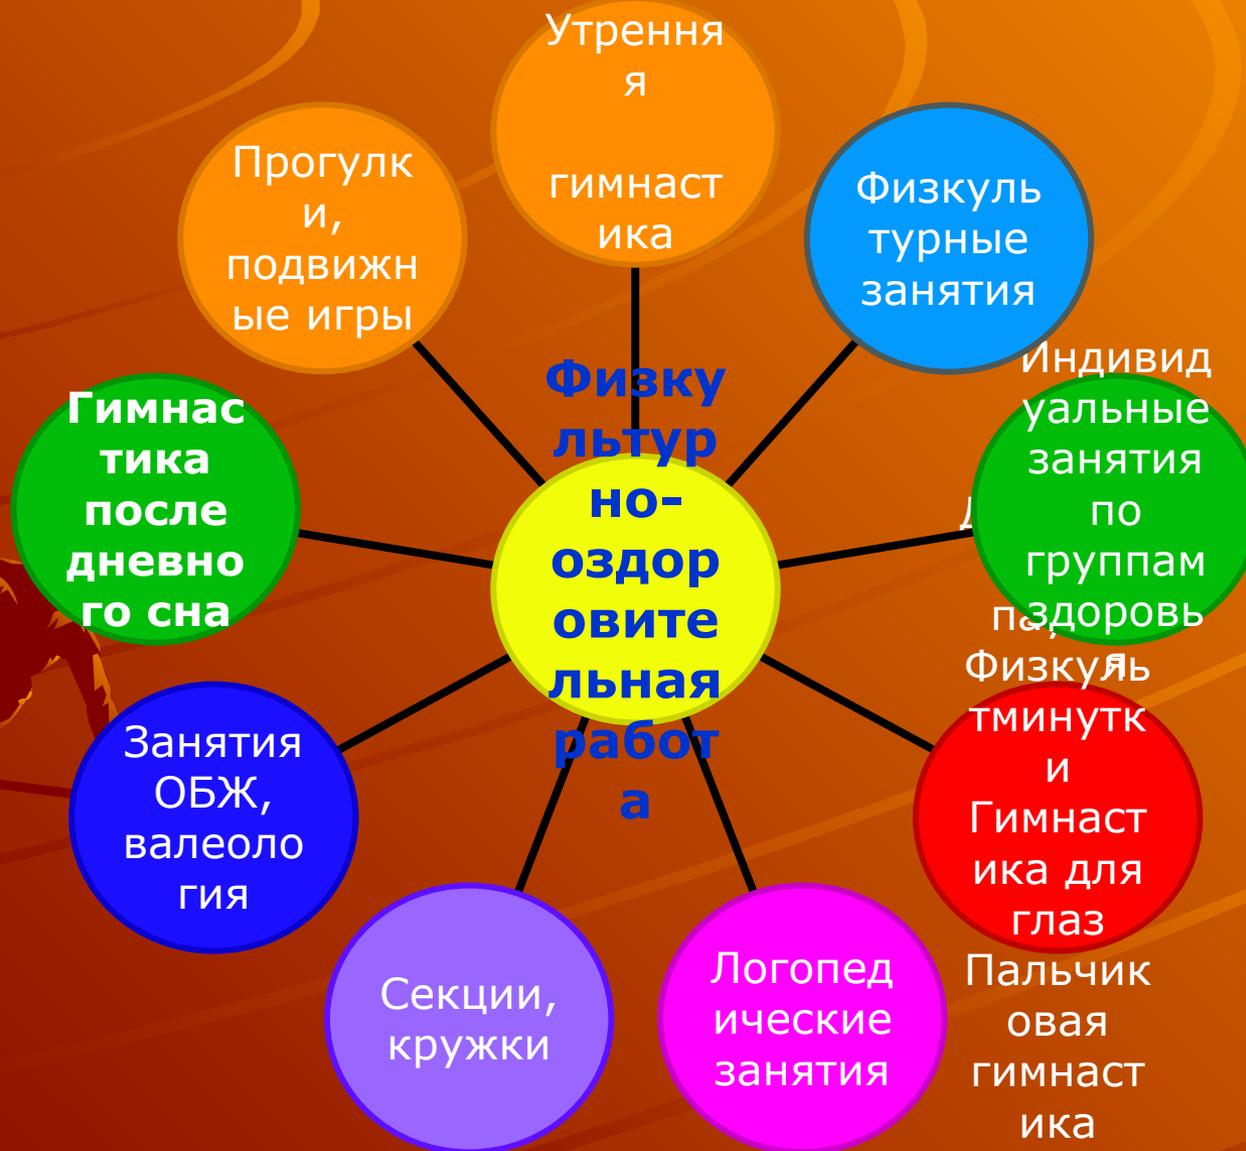 Утрення
я
гимнаст
ика
Физкуль
турные
занятия
Индивид
уальные
занятия
по
группам
здоровь
я
Физкуль
тминутк
и
Гимнаст
ика для
глаз
Пальчик
овая
гимнаст
ика
Логопед
ические
занятия
Секции,
кружки
Занятия
ОБЖ,
валеоло
гия
Гимнас
тика
после
дневно
го сна
Прогулк
и,
подвижн
ые игры
Физку
льтур
но-
оздор
овите
льная
работ
а